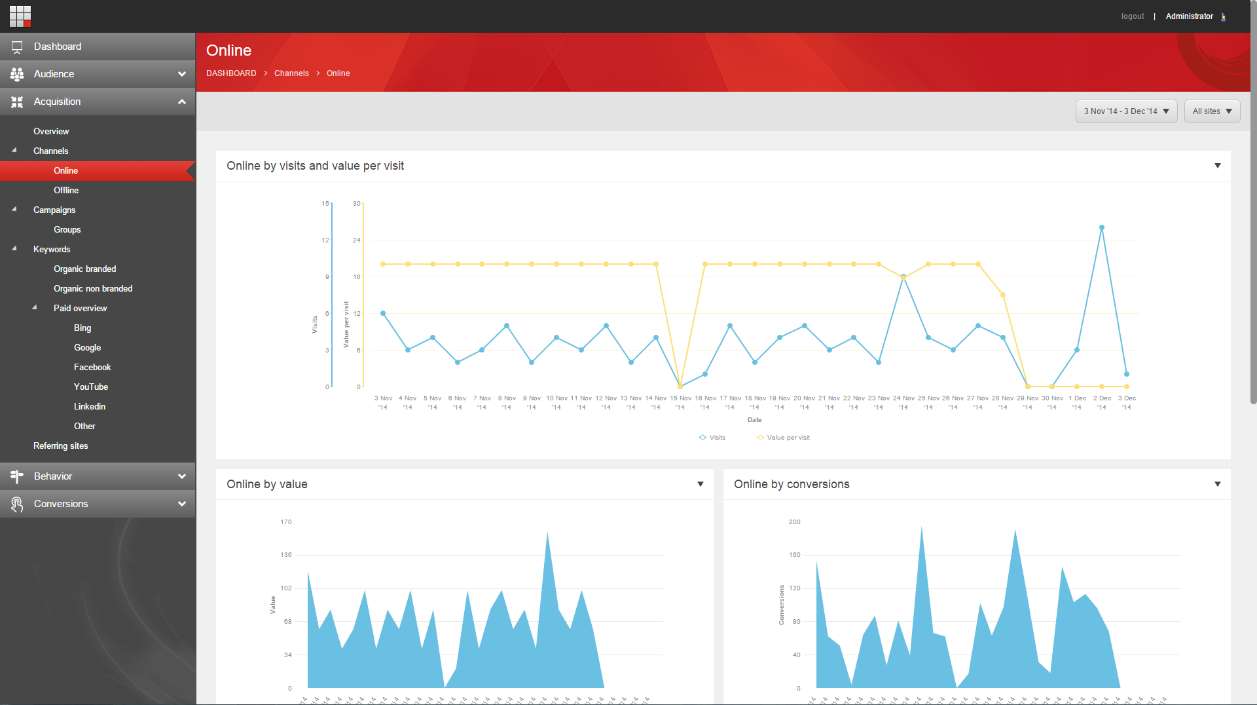 logout | Administrator
Dashboard
Audience
Acquisition
Overview
Channels
Online
Offline
Campaigns
Groups
Keywords
Organic branded
Organic non branded
Paid overview
Bing
Google
Facebook
YouTube
Linkedin
Other
Referring sites
Behavior
Conversions
Online
DASHBOARD > Channels > Online
3 Nov '14 - 3 Dec '14
All sites
Online by visits and value per visit
15 30
12 24
9 18
6 12
3 6
0 0
Visits
Value per visit
3 Nov 4 Nov 5 Nov 6 Nov 7 Nov 8 Nov 9 Nov 10 Nov 11 Nov 12 Nov 13 Nov 14 Nov 15 Nov 16 Nov 17 Nov 18 Nov 19 Nov 20 Nov 21 Nov 22 Nov 23 Nov 24 Nov 25 Nov 26 Nov 27 Nov 28 Nov 29 Nov 30 Nov 1 Dec 2 Dec 3 Dec
'14 '14 '14 '14 '14 '14 '14 '14 '14 '14 '14 '14 '14 '14 '14 '14 '14 '14 '14 '14 '14 '14 '14 '14 '14 '14 '14 '14 '14 '14 '14
Date
Visits Value per visit
Online by value
170
136
102
68
34
0
Value
Online by conversions
200
160
120
80
40
0
Conversions